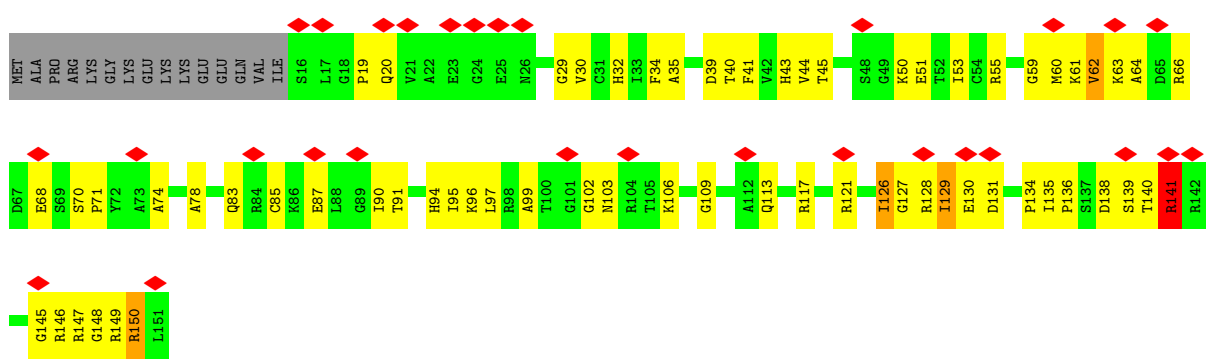 MET ALA PRO ARG LYS GLY LYS GLU LYS LYS GLU GLU GLN VAL ILE S16 L17 G18 P19 Q20 V21 A22 E23 G24 E25 N26 G29 V30 C31 H32 I33 F34 A35 D39 T40 F41 V42 H43 V44 T45 S48 G49 K50 E51 T52 I53 C54 R55 G59 M60 K61 V62 K63 A64 D65 R66
D67 E68 S69 S70 P71 Y72 A73 A74 A78 Q83 R84 C85 K86 E87 L88 G89 I90 T91 H94 I95 K96 L97 R98 A99 T100 G101 G102 N103 R104 T105 K106 G109 A112 Q113 R117 R121 I126 G127 R128 I129 E130 D131 P134 I135 P136 S137 D138 S139 T140 R141 R142
G145 R146 R147 G148 R149 R150 L151